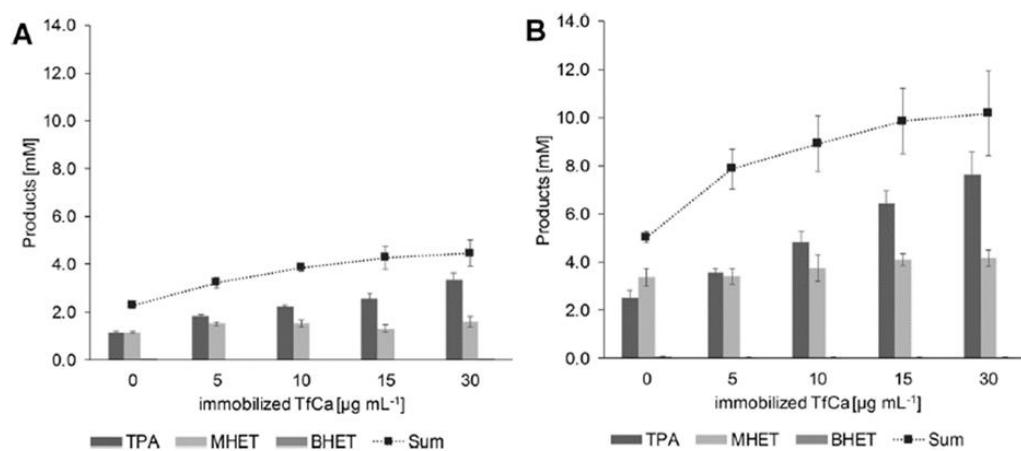 A
14.0
12.0
10.0
8.0
6.0
4.0
2.0
0.0
Products [mM]
0 5 10 15 30
immobilized TfCa [µg mL⁻¹]
TPA MHET BHET Sum
B
14.0
12.0
10.0
8.0
6.0
4.0
2.0
0.0
Products [mM]
0 5 10 15 30
immobilized TfCa [µg mL⁻¹]
TPA MHET BHET Sum